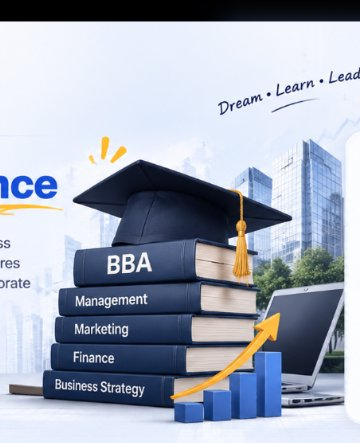 Dream • Learn • Lead
nce
ss
res
orate
BBA
Management
Marketing
Finance
Business Strategy